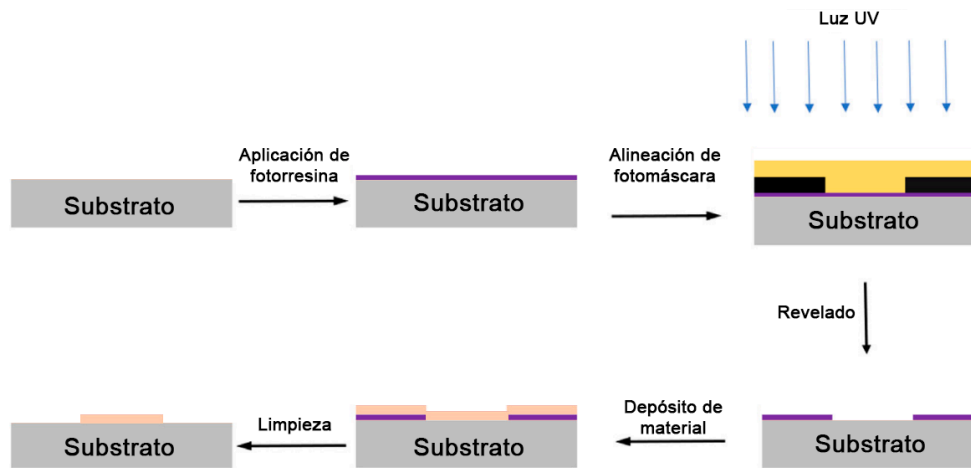 Luz UV
Aplicación de
fotorresina
Alineación de
fotomáscara
Substrato
Substrato
Substrato
Revelado
Depósito de
material
Limpieza
Substrato
Substrato
Substrato